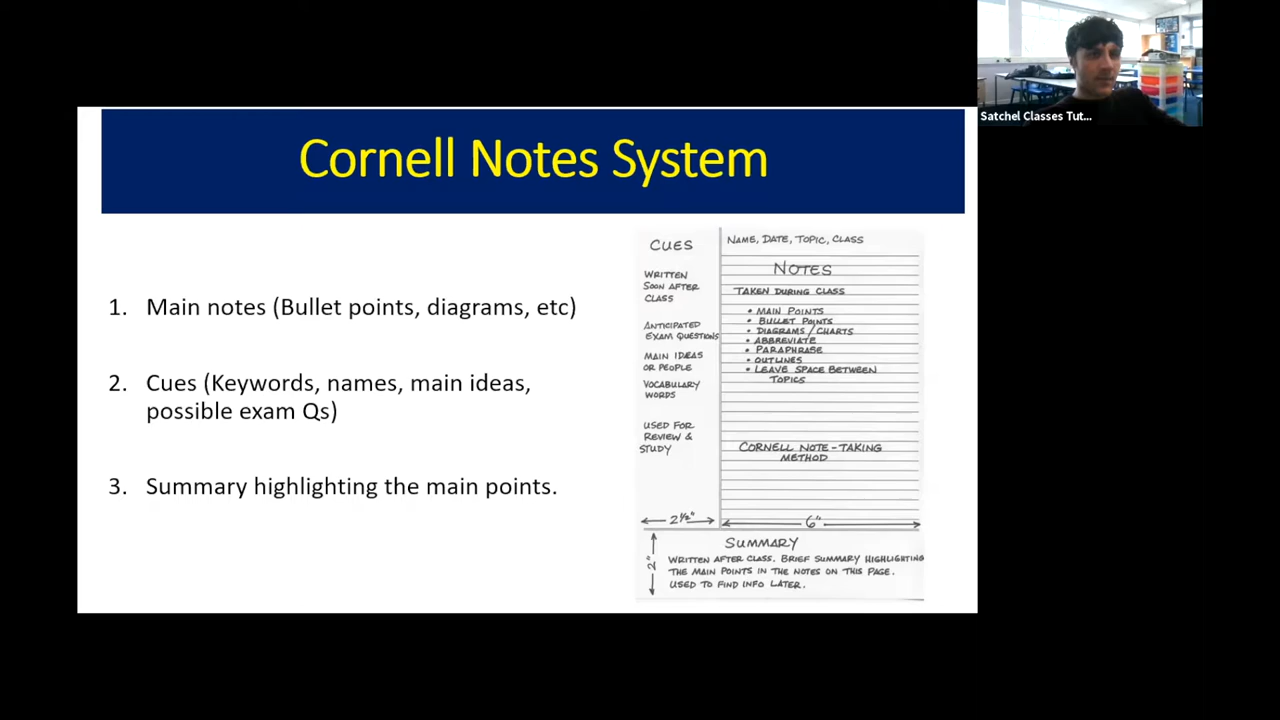 Satchel Classes Tut...
Cornell Notes System
1. Main notes (Bullet points, diagrams, etc)
2. Cues (Keywords, names, main ideas,
possible exam Qs)
3. Summary highlighting the main points.
CUES
WRITTEN
SOON AFTER
CLASS
ANTICIPATED
EXAM QUESTIONS
MAIN IDEAS
OR PEOPLE
VOCABULARY
WORDS
USED FOR
REVIEW &
STUDY
2 1/2"
NAME, DATE, TOPIC, CLASS
NOTES
TAKEN DURING CLASS
• MAIN POINTS
• BULLET POINTS
• DIAGRAMS/CHARTS
• ABBREVIATE
• PARAPHRASE
• OUTLINES
• LEAVE SPACE BETWEEN
TOPICS
CORNELL NOTE-TAKING
METHOD
6"
2"
SUMMARY
WRITTEN AFTER CLASS. BRIEF SUMMARY HIGHLIGHTING
THE MAIN POINTS IN THE NOTES ON THIS PAGE.
USED TO FIND INFO LATER.